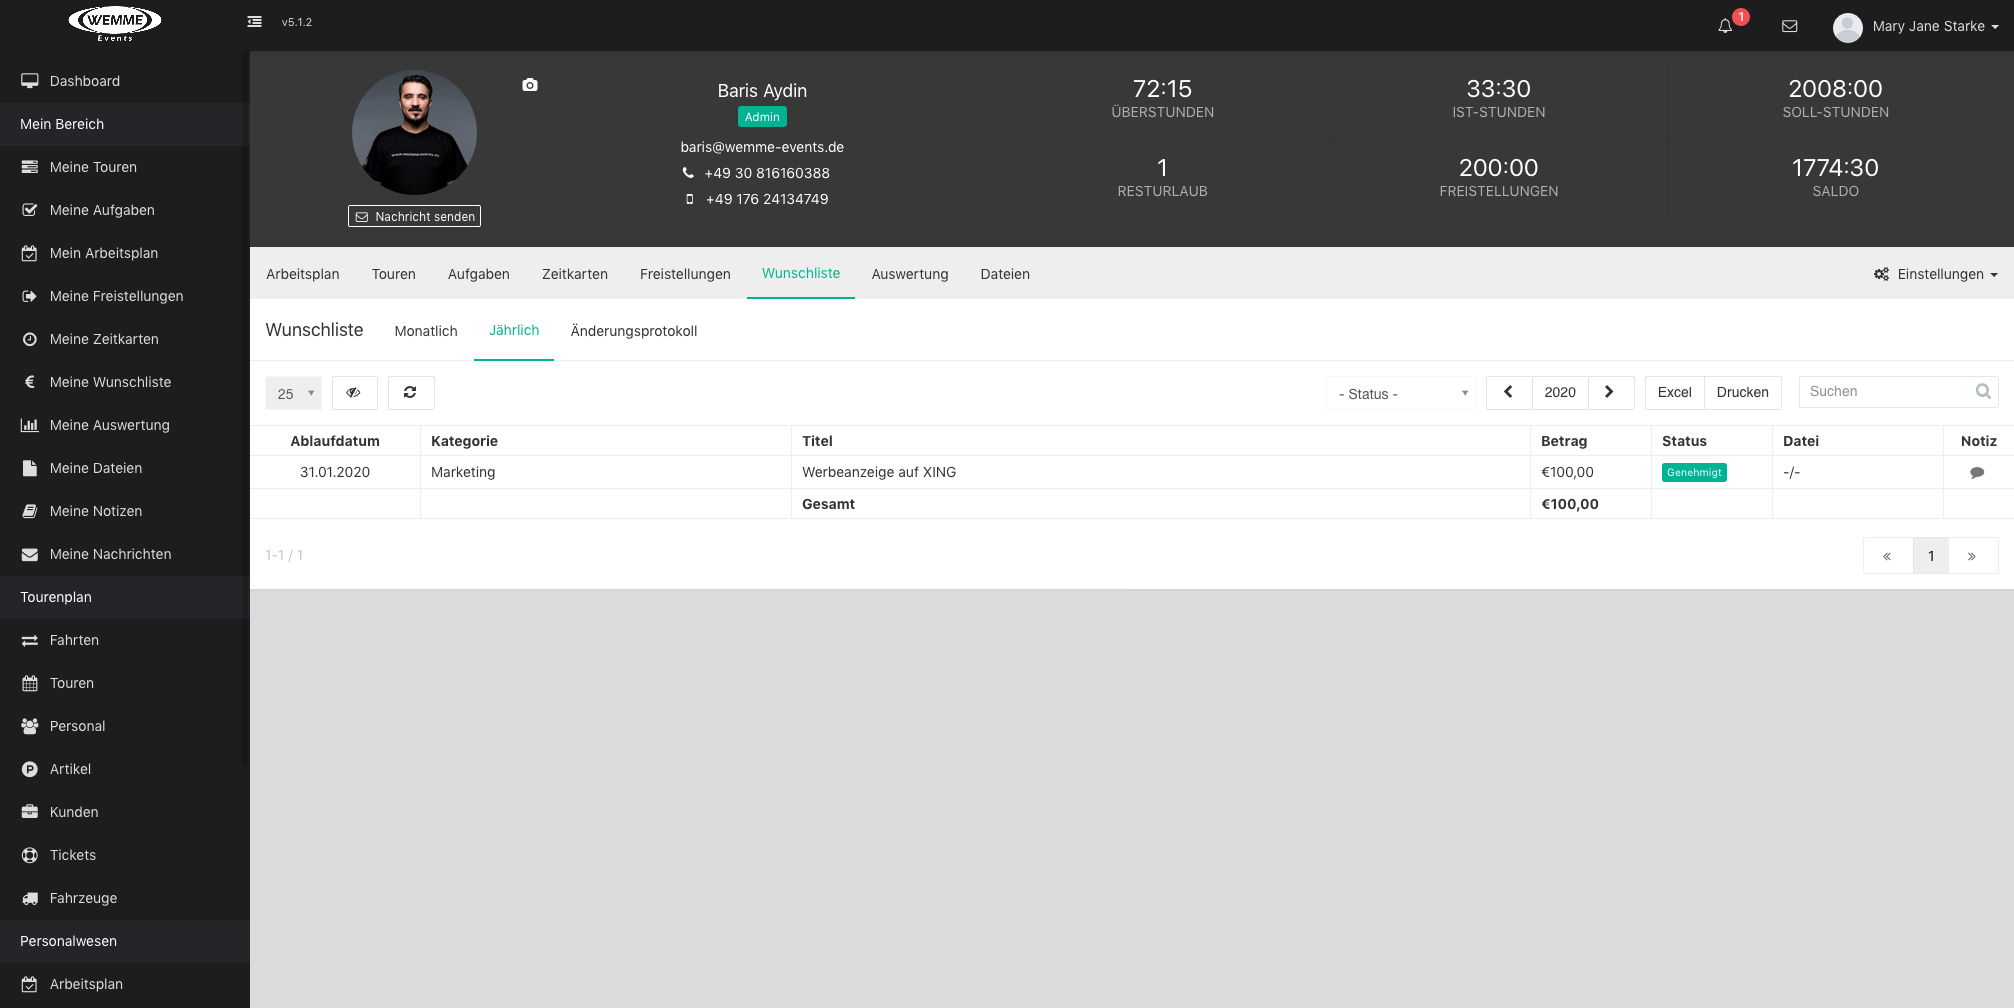 WEMME
Events
v5.1.2
1
Mary Jane Starke
Dashboard
Mein Bereich
Meine Touren
Meine Aufgaben
Mein Arbeitsplan
Meine Freistellungen
Meine Zeitkarten
Meine Wunschliste
Meine Auswertung
Meine Dateien
Meine Notizen
Meine Nachrichten
Tourenplan
Fahrten
Touren
Personal
Artikel
Kunden
Tickets
Fahrzeuge
Personalwesen
Arbeitsplan
www.wemme-events.de
Nachricht senden
Baris Aydin
Admin
baris@wemme-events.de
+49 30 816160388
+49 176 24134749
72:15
ÜBERSTUNDEN
33:30
IST-STUNDEN
2008:00
SOLL-STUNDEN
1
RESTURLAUB
200:00
FREISTELLUNGEN
1774:30
SALDO
Arbeitsplan Touren Aufgaben Zeitkarten Freistellungen Wunschliste Auswertung Dateien Einstellungen
Wunschliste Monatlich Jährlich Änderungsprotokoll
25 - Status - 2020 Excel Drucken Suchen
Ablaufdatum Kategorie Titel Betrag Status Datei Notiz
31.01.2020 Marketing Werbeanzeige auf XING €100,00 Genehmigt -/-
Gesamt €100,00
1-1 / 1 « 1 »